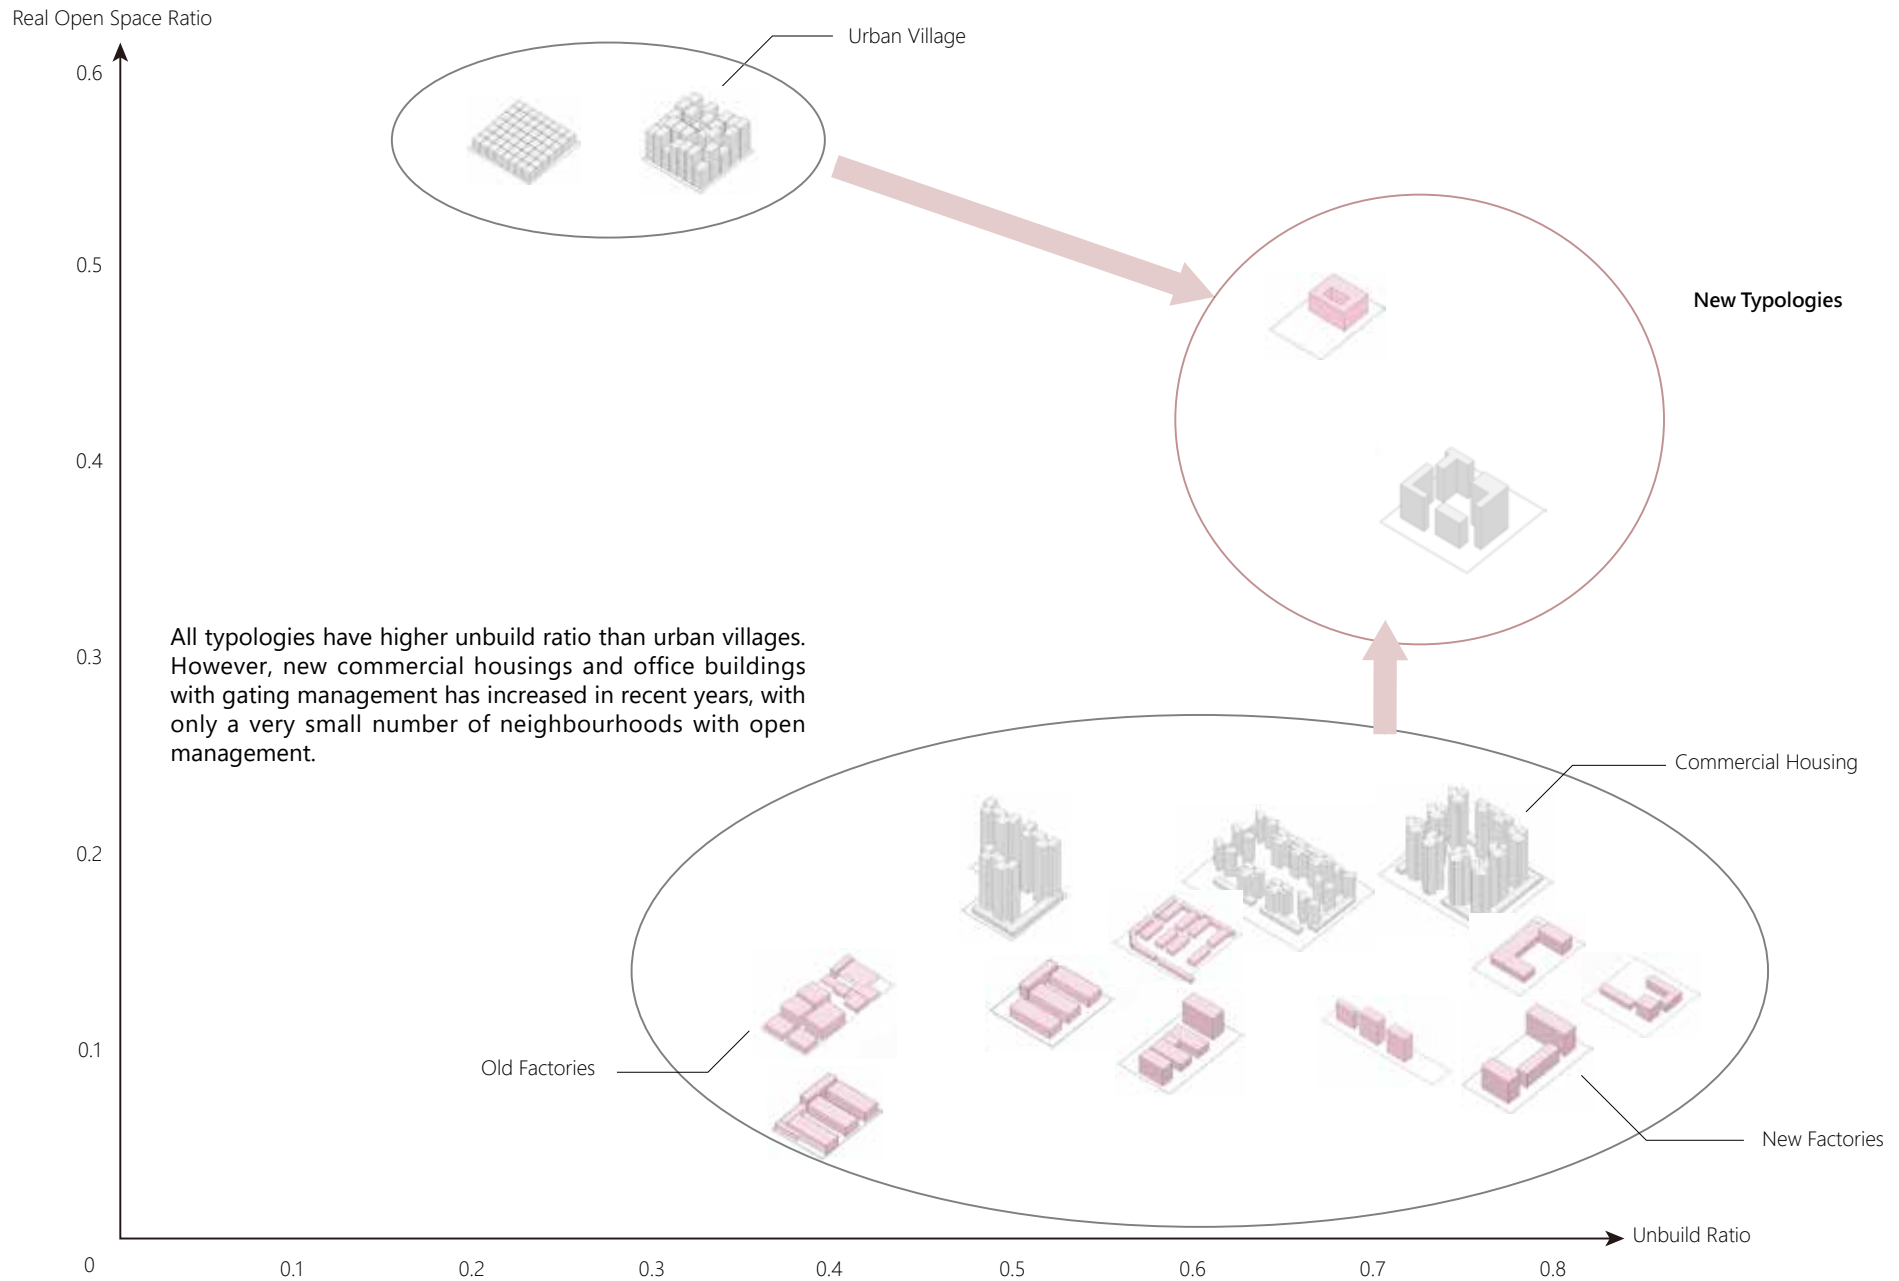 Real Open Space Ratio
Urban Village
0.6
0.5
New Typologies
0.4
All typologies have higher unbuild ratio than urban villages.
However, new commercial housings and office buildings
with gating management has increased in recent years, with
only a very small number of neighbourhoods with open
management.
0.3
Commercial Housing
0.2
0.1
Old Factories
New Factories
Unbuild Ratio
0
0.1
0.2
0.3
0.4
0.5
0.6
0.7
0.8